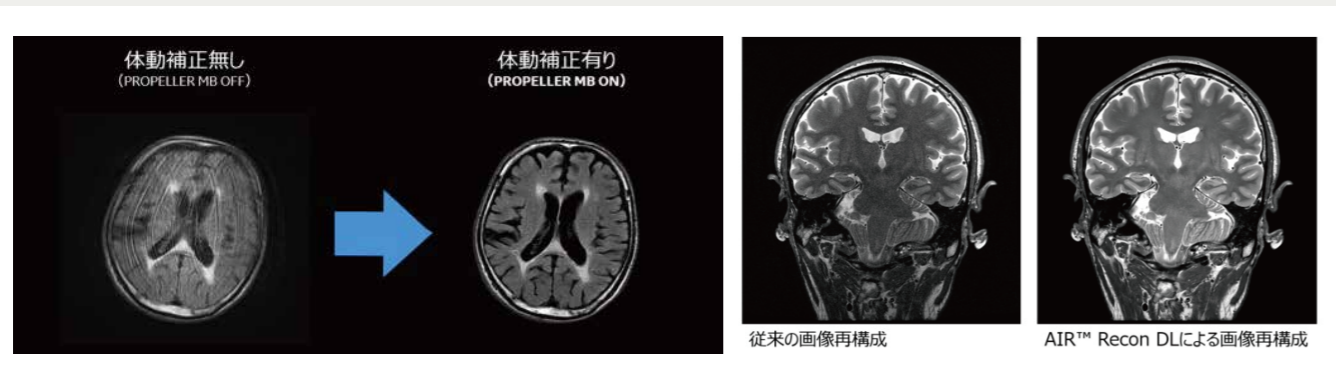 体動補正無し
(PROPELLER MB OFF)
体動補正有り
(PROPELLER MB ON)
従来の画像再構成
AIR™ Recon DLによる画像再構成